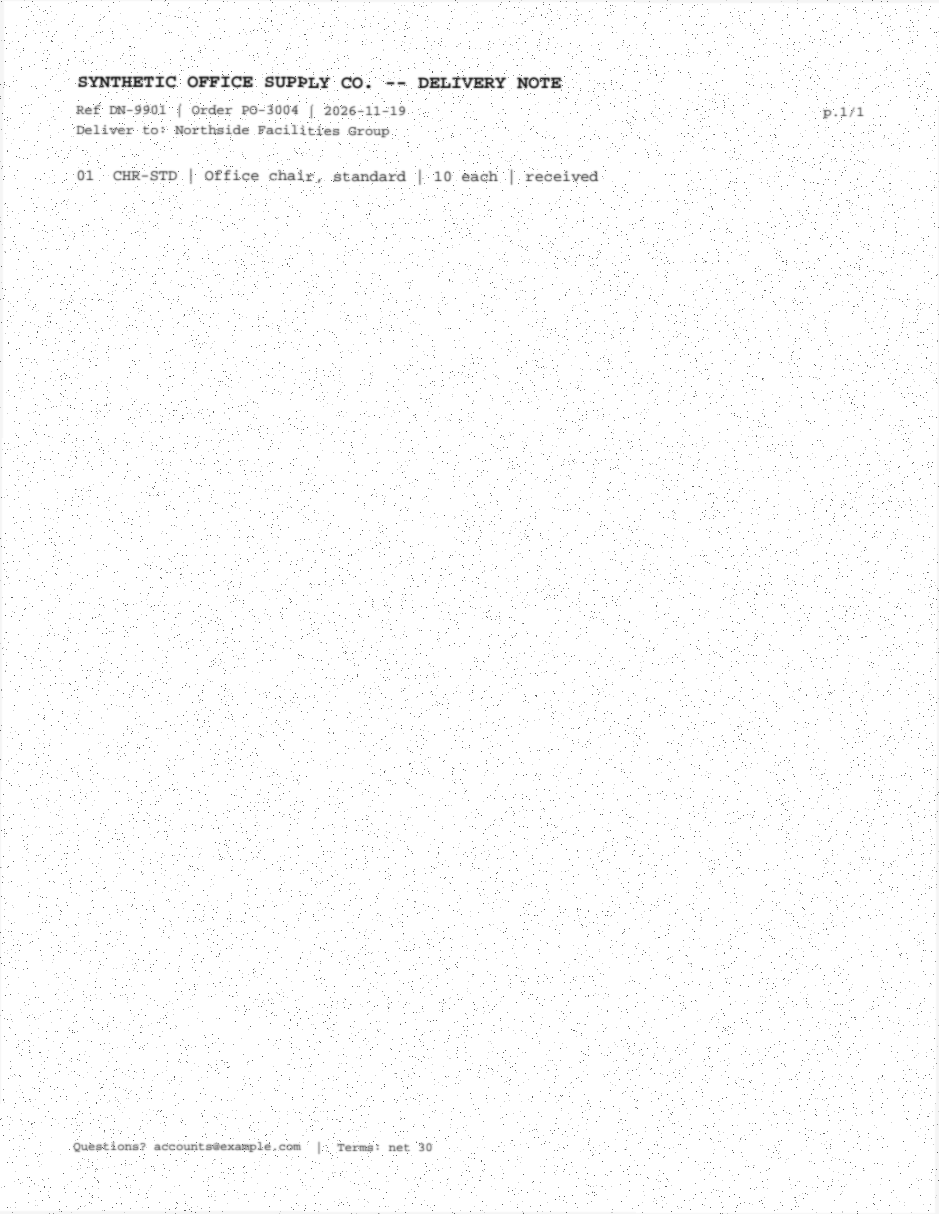 SYNTHETIC OFFICE SUPPLY CO. -- DELIVERY NOTE
Ref DN-9901 | Order PO-3004 | 2026-11-19
p.1/1
Deliver to: Northside Facilities Group
01 CHR-STD | Office chair, standard | 10 each | received
Questions? accounts@example.com | Terms: net 30